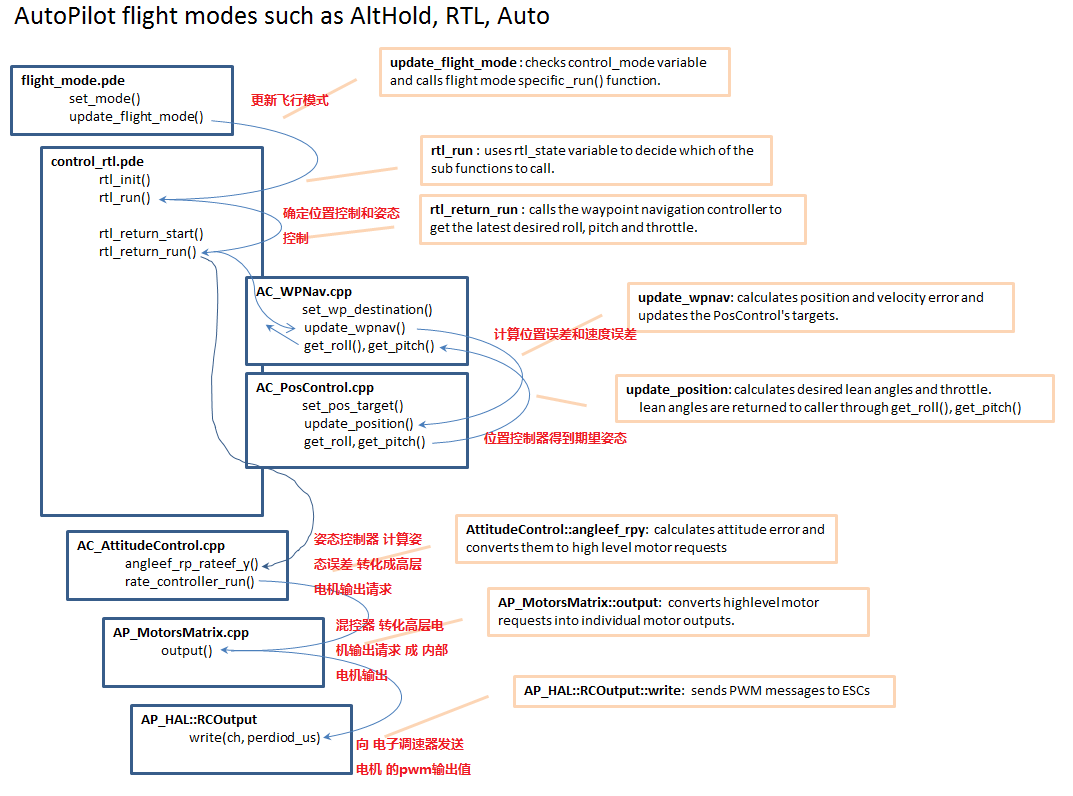 AutoPilot flight modes such as AltHold, RTL, Auto
update_flight_mode : checks control_mode variable
and calls flight mode specific _run() function.
flight_mode.pde
set_mode()
update_flight_mode()
更新飞行模式
control_rtl.pde
rtl_init()
rtl_run()
rtl_return_start()
rtl_return_run()
rtl_run : uses rtl_state variable to decide which of the
sub functions to call.
确定位置控制和姿态
控制
rtl_return_run : calls the waypoint navigation controller to
get the latest desired roll, pitch and throttle.
AC_WPNav.cpp
set_wp_destination()
update_wpnav()
get_roll(), get_pitch()
update_wpnav: calculates position and velocity error and
updates the PosControl's targets.
计算位置误差和速度误差
AC_PosControl.cpp
set_pos_target()
update_position()
get_roll, get_pitch()
update_position: calculates desired lean angles and throttle.
lean angles are returned to caller through get_roll(), get_pitch()
位置控制器得到期望姿态
AC_AttitudeControl.cpp
angleef_rp_rateef_y()
rate_controller_run()
姿态控制器 计算姿
态误差 转化成高层
电机输出请求
AttitudeControl::angleef_rpy: calculates attitude error and
converts them to high level motor requests
AP_MotorsMatrix.cpp
output()
混控器 转化高层电
机输出请求 成 内部
电机输出
AP_MotorsMatrix::output: converts highlevel motor
requests into individual motor outputs.
AP_HAL::RCOutput
write(ch, perdiod_us)
向 电子调速器发送
电机 的pwm输出值
AP_HAL::RCOutput::write: sends PWM messages to ESCs